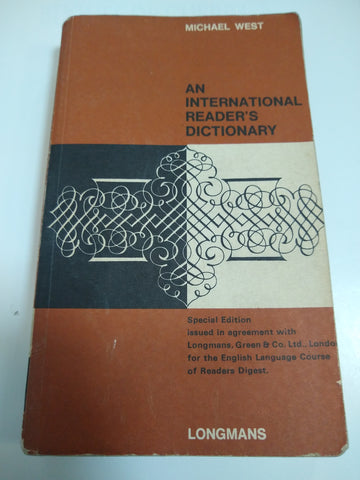 MICHAEL WEST
AN
INTERNATIONAL
READER'S
DICTIONARY
Special Edition
issued in agreement with
Longmans, Green & Co. Ltd., Londo
for the English Language Course
of Readers Digest.
LONGMANS